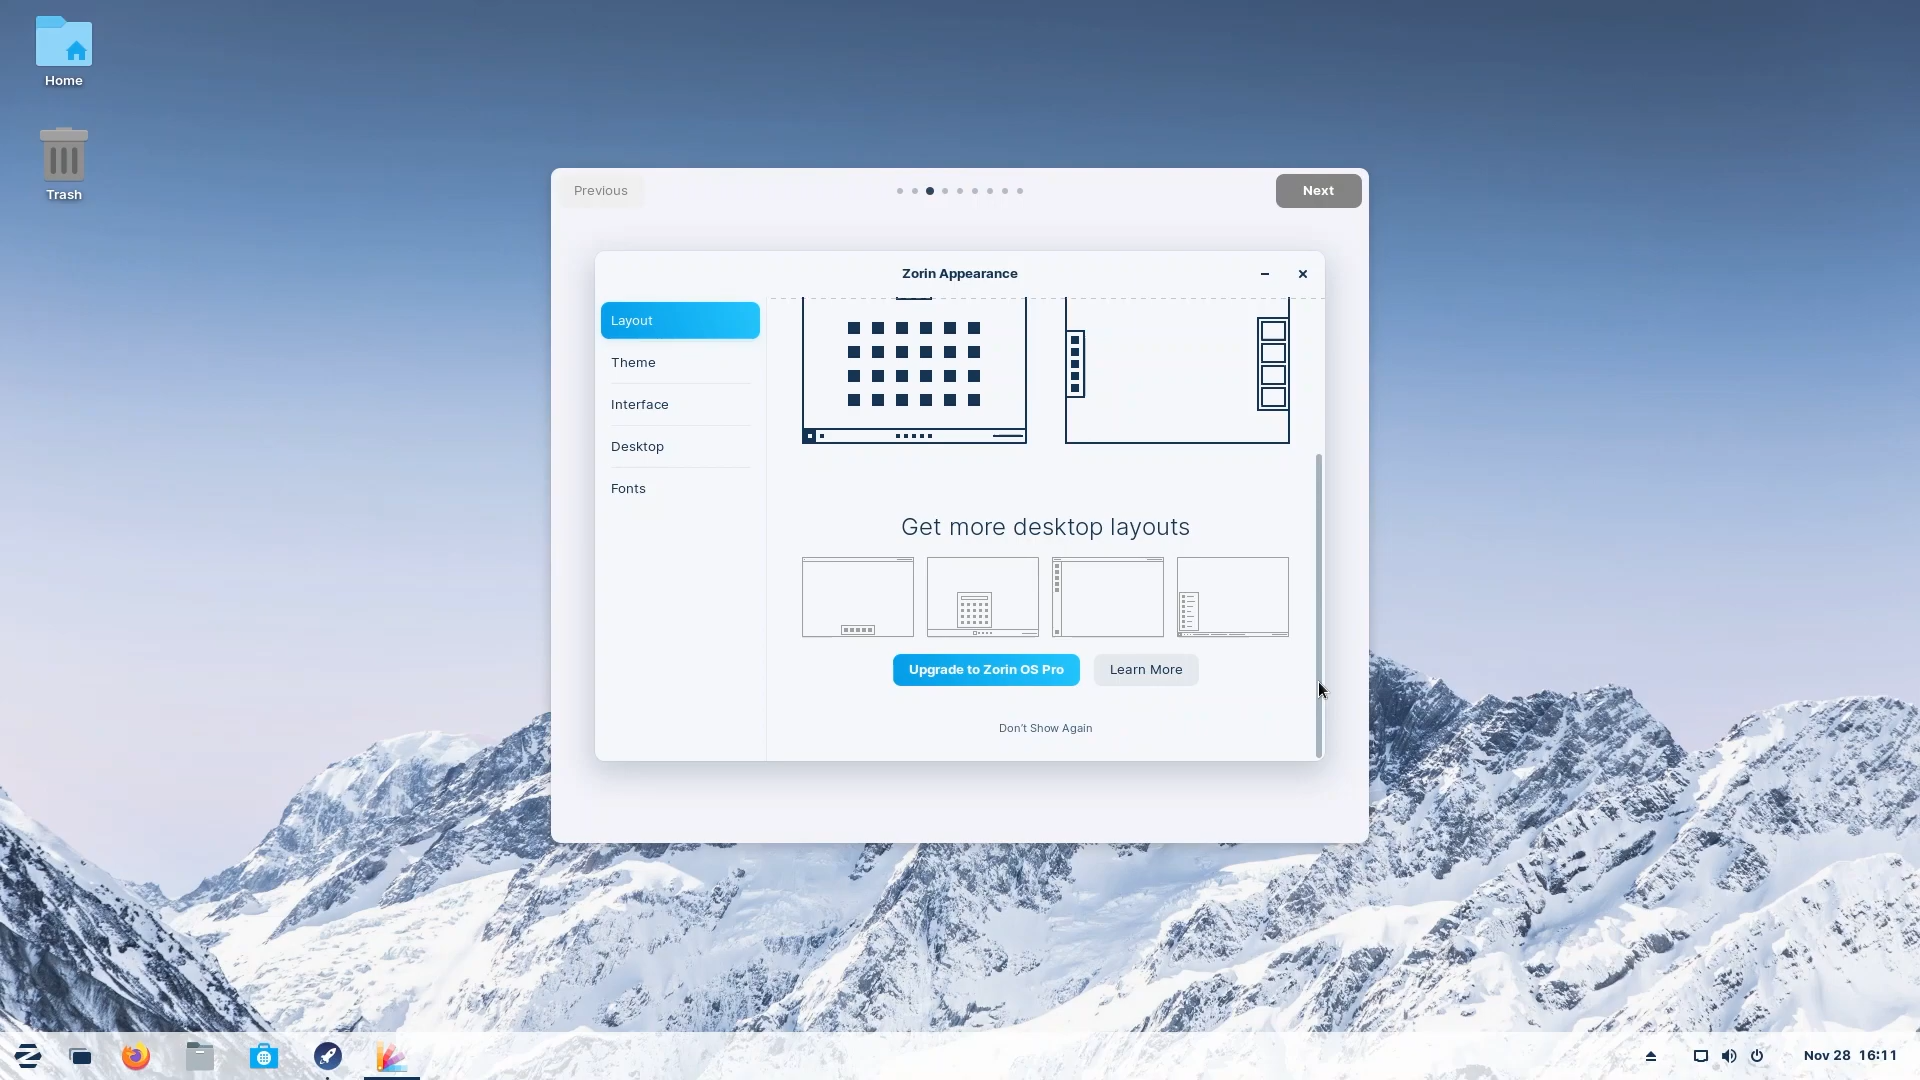 Home
Trash
Previous
Next
Zorin Appearance
Layout
Theme
Interface
Desktop
Fonts
Get more desktop layouts
Upgrade to Zorin OS Pro
Learn More
Don't Show Again
Nov 28 16:11